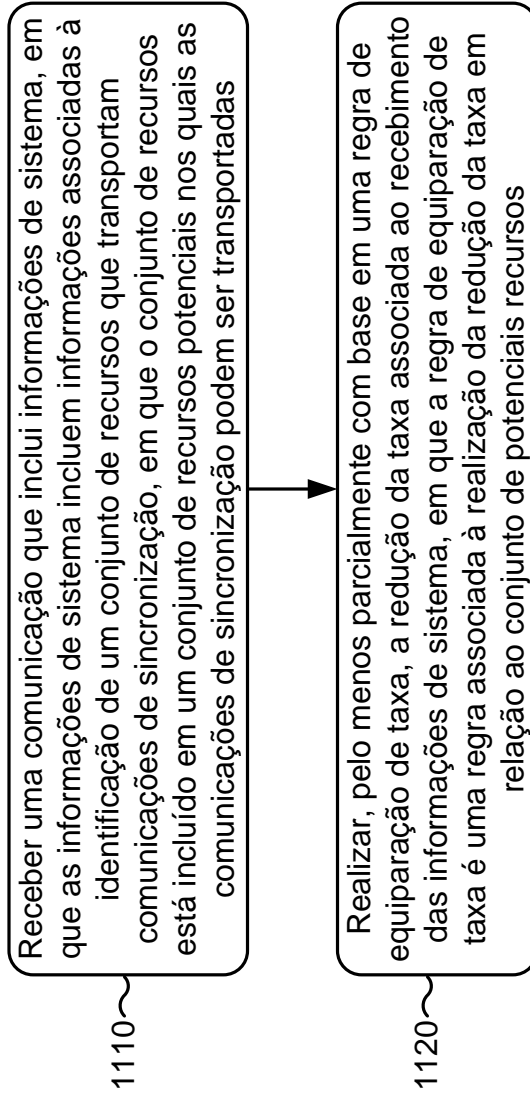 1110
Receber uma comunicação que inclui informações de sistema, em
que as informações de sistema incluem informações associadas à
identificação de um conjunto de recursos que transportam
comunicações de sincronização, em que o conjunto de recursos
está incluído em um conjunto de recursos potenciais nos quais as
comunicações de sincronização podem ser transportadas
1120
Realizar, pelo menos parcialmente com base em uma regra de
equiparação de taxa, a redução da taxa associada ao recebimento
das informações de sistema, em que a regra de equiparação de
taxa é uma regra associada à realização da redução da taxa em
relação ao conjunto de potenciais recursos